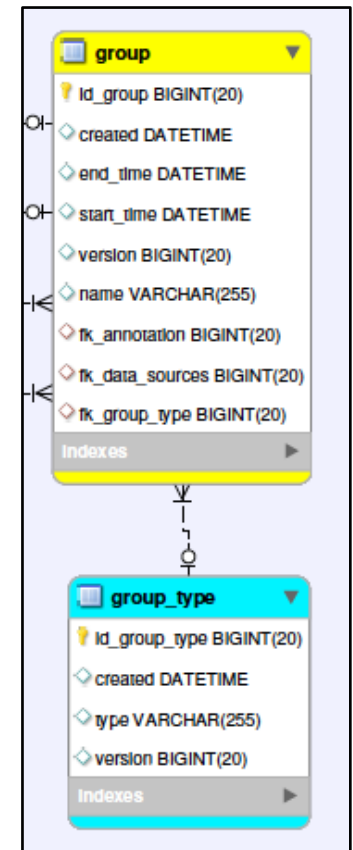 group
id_group BIGINT(20)
created DATETIME
end_time DATETIME
start_time DATETIME
version BIGINT(20)
name VARCHAR(255)
fk_annotation BIGINT(20)
fk_data_sources BIGINT(20)
fk_group_type BIGINT(20)
Indexes
group_type
id_group_type BIGINT(20)
created DATETIME
type VARCHAR(255)
version BIGINT(20)
Indexes